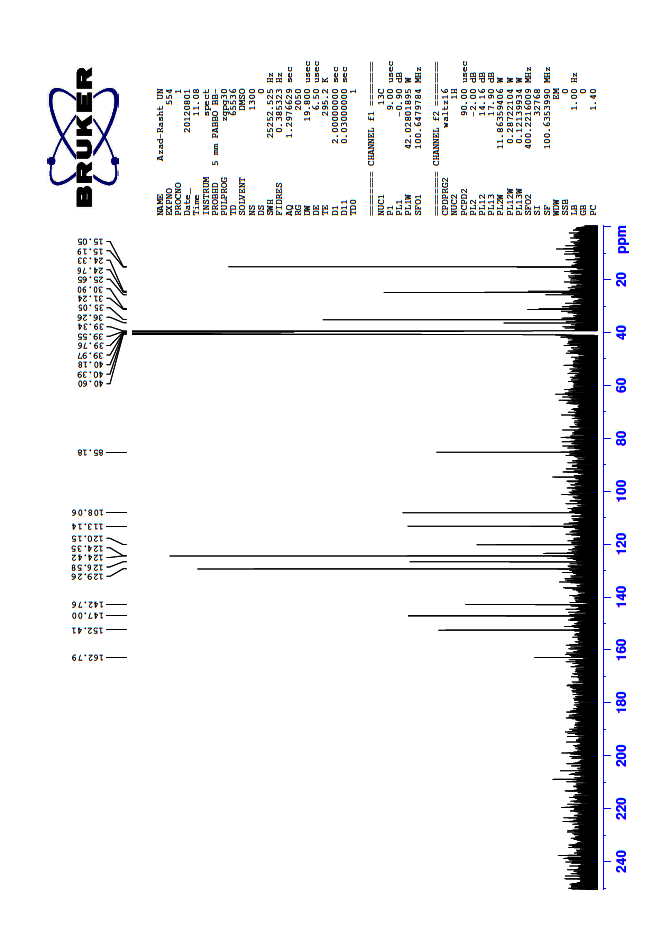 BRUKER
NAME Azad-Rasht UN
EXPNO 554
PROCNO 1
Date_ 20120801
Time 11.08
INSTRUM spect
PROBHD 5 mm PABBO BB-
PULPROG zgpg30
TD 65536
SOLVENT DMSO
NS 1300
DS 0
SWH 25252.525 Hz
FIDRES 0.385323 Hz
AQ 1.2976629 sec
RG 2050
DW 19.800 usec
DE 6.50 usec
TE 295.2 K
D1 2.00000000 sec
D11 0.03000000 sec
TD0 1
======== CHANNEL f1 ========
NUC1 13C
P1 9.00 usec
PL1 -0.90 dB
PL1W 42.02801895 W
SFO1 100.6479784 MHz
======== CHANNEL f2 ========
CPDPRG2 waltz16
NUC2 1H
PCPD2 90.00 usec
PL2 -2.00 dB
PL12 14.16 dB
PL13 17.90 dB
PL2W 11.86359406 W
PL12W 0.28722104 W
PL13W 0.12139934 W
SFO2 400.2216009 MHz
SI 32768
SF 100.6353990 MHz
WDW EM
SSB 0
LB 1.00 Hz
GB 0
PC 1.40
15.05
15.19
24.33
24.76
25.65
30.90
31.24
35.05
36.26
39.34
39.55
39.76
39.97
40.18
40.39
40.60
85.18
108.06
113.14
120.15
124.35
124.42
126.58
129.26
142.76
147.00
152.41
162.79
ppm
20
40
60
80
100
120
140
160
180
200
220
240